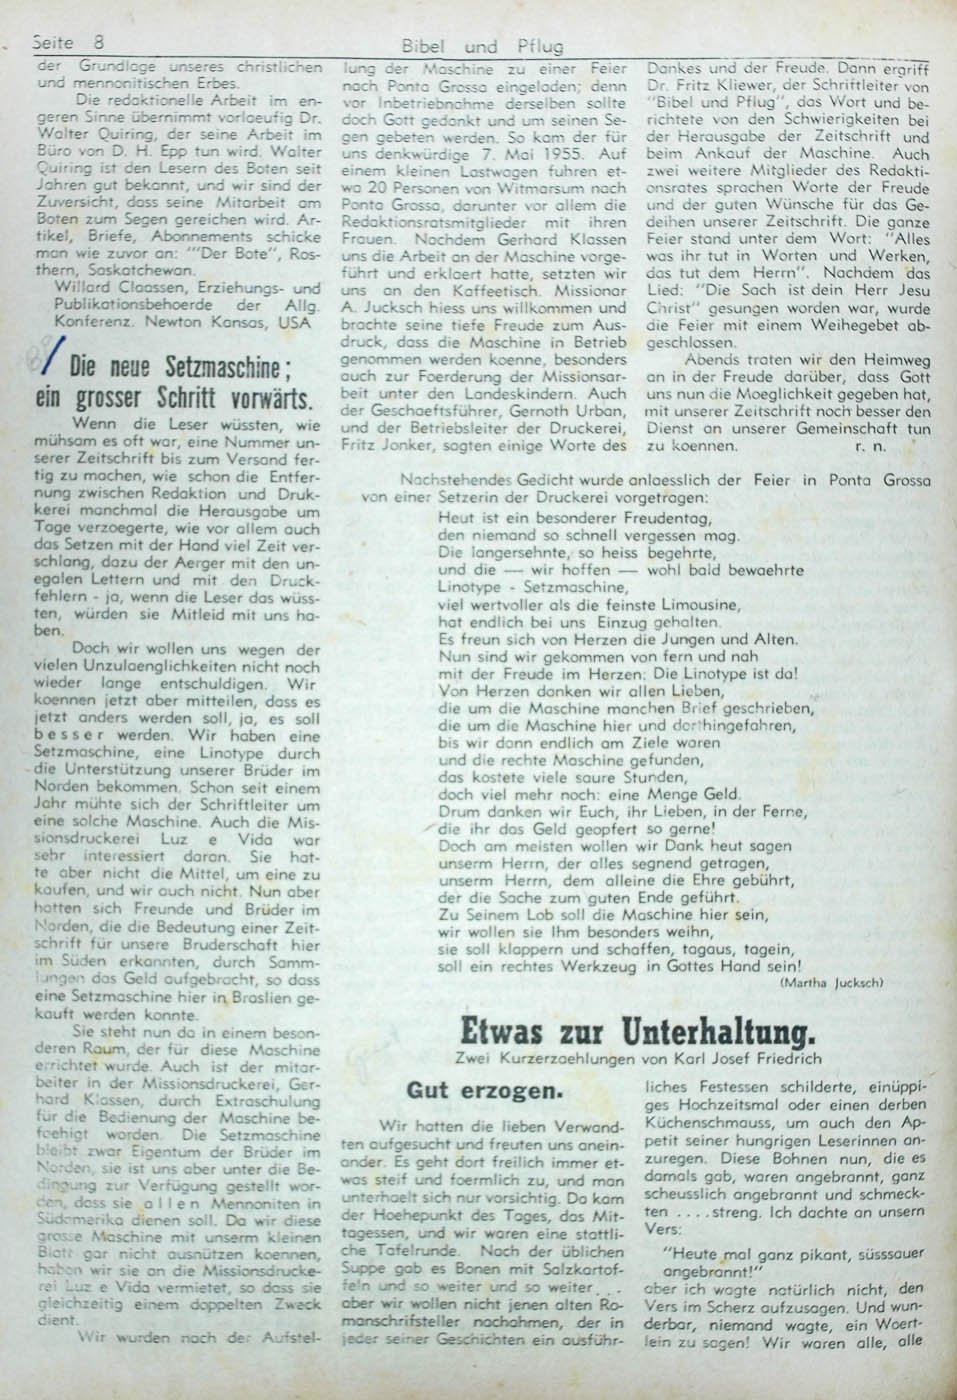 Seite 8
Bibel und Pflug
der Grundlage unseres christlichen
und mennonitischen Erbes.
Die redaktionelle Arbeit im en-
geren Sinne übernimmt vorlaeufig Dr.
Walter Quiring, der seine Arbeit im
Büro von D. H. Epp tun wird. Walter
Quiring ist den Lesern des Boten seit
Jahren gut bekannt, und wir sind der
Zuversicht, dass seine Mitarbeit am
Boten zum Segen gereichen wird. Ar-
tikel, Briefe, Abonnements schicke
man wie zuvor an: '"Der Bote", Ros-
thern, Saskatchewan.
Willard Claassen, Erziehungs- und
Publikationsbehoerde der Allg.
Konferenz. Newton Kansas, USA
Die neue Setzmaschine;
ein grosser Schritt vorwärts.
Wenn die Leser wüssten, wie
mühsam es oft war, eine Nummer un-
serer Zeitschrift bis zum Versand fer-
tig zu machen, wie schon die Entfer-
nung zwischen Redaktion und Druk-
kerei manchmal die Herausgabe um
Tage verzoegerte, wie vor allem auch
das Setzen mit der Hand viel Zeit ver-
schlang, dazu der Aerger mit den un-
egalen Lettern und mit den Druck-
fehlern - ja, wenn die Leser das wüss-
ten, würden sie Mitleid mit uns ha-
ben.
Doch wir wollen uns wegen der
vielen Unzulaenglichkeiten nicht noch
wieder lange entschuldigen. Wir
koennen jetzt aber mitteilen, dass es
jetzt anders werden soll, ja, es soll
b e s s e r werden. Wir haben eine
Setzmaschine, eine Linotype durch
die Unterstützung unserer Brüder im
Norden bekommen. Schon seit einem
Jahr mühte sich der Schriftleiter um
eine solche Maschine. Auch die Mis-
sionsdruckerei Luz e Vida war
sehr interessiert daran. Sie hat-
te aber nicht die Mittel, um eine zu
kaufen, und wir auch nicht. Nun aber
hatten sich Freunde und Brüder im
Norden, die die Bedeutung einer Zeit-
schrift für unsere Bruderschaft hier
im Süden erkannten, durch Samm-
lungen das Geld aufgebracht, so dass
eine Setzmaschine hier in Braslien ge-
kauft werden konnte.
Sie steht nun da in einem beson-
deren Raum, der für diese Maschine
errichtet wurde. Auch ist der mitar-
beiter in der Missionsdruckerei, Ger-
hard Klassen, durch Extraschulung
für die Bedienung der Maschine be-
faehigt worden. Die Setzmaschine
bleibt zwar Eigentum der Brüder im
Norden, sie ist uns aber unter die Be-
dingung zur Verfügung gestellt wor-
den, dass sie a l l e n Mennoniten in
Südamerika dienen soll. Da wir diese
grosse Maschine mit unserm kleinen
Blatt gar nicht ausnützen koennen,
haben wir sie an die Missionsdrucke-
rei Luz e Vida vermietet, so dass sie
gleichzeitig einem doppelten Zweck
dient.
Wir wurden nach der Aufstel-
lung der Maschine zu einer Feier
nach Ponta Grossa eingeladen; denn
vor Inbetriebnahme derselben sollte
doch Gott gedankt und um seinen Se-
gen gebeten werden. So kam der für
uns denkwürdige 7. Mai 1955. Auf
einem kleinen Lastwagen fuhren et-
wa 20 Personen von Witmarsum nach
Ponta Grossa, darunter vor allem die
Redaktionsratsmitglieder mit ihren
Frauen. Nachdem Gerhard Klassen
uns die Arbeit an der Maschine vorge-
führt und erklaert hatte, setzten wir
uns an den Kaffeetisch. Missionar
A. Jucksch hiess uns willkommen und
brachte seine tiefe Freude zum Aus-
druck, dass die Maschine in Betrieb
genommen werden koenne, besonders
auch zur Foerderung der Missionsar-
beit unter den Landeskindern. Auch
der Geschaeftsführer, Gernoth Urban,
und der Betriebsleiter der Druckerei,
Fritz Janker, sagten einige Worte des
Dankes und der Freude. Dann ergriff
Dr. Fritz Kliewer, der Schriftleiter von
"Bibel und Pflug", das Wort und be-
richtete von den Schwierigkeiten bei
der Herausgabe der Zeitschrift und
beim Ankauf der Maschine. Auch
zwei weitere Mitglieder des Redakti-
onsrates sprachen Worte der Freude
und der guten Wünsche für das Ge-
deihen unserer Zeitschrift. Die ganze
Feier stand unter dem Wort: "Alles
was ihr tut in Worten und Werken,
das tut dem Herrn". Nachdem das
Lied: "Die Sach ist dein Herr Jesu
Christ" gesungen worden war, wurde
die Feier mit einem Weihegebet ab-
geschlossen.
Abends traten wir den Heimweg
an in der Freude darüber, dass Gott
uns nun die Moeglichkeit gegeben hat,
mit unserer Zeitschrift noch besser den
Dienst an unserer Gemeinschaft tun
zu koennen. r. n.
Nachstehendes Gedicht wurde anlaesslich der Feier in Ponta Grossa
von einer Setzerin der Druckerei vorgetragen:
Heut ist ein besonderer Freudentag,
den niemand so schnell vergessen mag.
Die langersehnte, so heiss begehrte,
und die — wir hoffen — wohl bald bewaehrte
Linotype - Setzmaschine,
viel wertvoller als die feinste Limousine,
hat endlich bei uns Einzug gehalten.
Es freun sich von Herzen die Jungen und Alten.
Nun sind wir gekommen von fern und nah
mit der Freude im Herzen: Die Linotype ist da!
Von Herzen danken wir allen Lieben,
die um die Maschine manchen Brief geschrieben,
die um die Maschine hier und dorthingefahren,
bis wir dann endlich am Ziele waren
und die rechte Maschine gefunden,
das kostete viele saure Stunden,
doch viel mehr noch: eine Menge Geld.
Drum danken wir Euch, ihr Lieben, in der Ferne,
die ihr das Geld geopfert so gerne!
Doch am meisten wollen wir Dank heut sagen
unserm Herrn, der alles segnend getragen,
unserm Herrn, dem alleine die Ehre gebührt,
der die Sache zum guten Ende geführt.
Zu Seinem Lob soll die Maschine hier sein,
wir wollen sie Ihm besonders weihn,
sie soll klappern und schaffen, tagaus, tagein,
soll ein rechtes Werkzeug in Gottes Hand sein!
(Martha Jucksch)
Etwas zur Unterhaltung.
Zwei Kurzerzaehlungen von Karl Josef Friedrich
Gut erzogen.
Wir hatten die lieben Verwand-
ten aufgesucht und freuten uns anein-
ander. Es geht dort freilich immer et-
was steif und foermlich zu, und man
unterhaelt sich nur vorsichtig. Da kam
der Hoehepunkt des Tages, das Mit-
tagessen, und wir waren eine stattli-
che Tafelrunde. Nach der üblichen
Suppe gab es Bonen mit Salzkartof-
feln und so weiter und so weiter...
aber wir wollen nicht jenen alten Ro-
manschrifsteller nachahmen, der in
jeder seiner Geschichten ein ausführ-
liches Festessen schilderte, einüppi-
ges Hochzeitsmal oder einen derben
Küchenschmauss, um auch den Ap-
petit seiner hungrigen Leserinnen an-
zuregen. Diese Bohnen nun, die es
damals gab, waren angebrannt, ganz
scheusslich angebrannt und schmeck-
ten ....streng. Ich dachte an unsern
Vers:
"Heute mal ganz pikant, süsssauer
angebrannt!"
aber ich wagte natürlich nicht, den
Vers im Scherz aufzusagen. Und wun-
derbar, niemand wagte, ein Woert-
lein zu sagen! Wir waren alle, alle